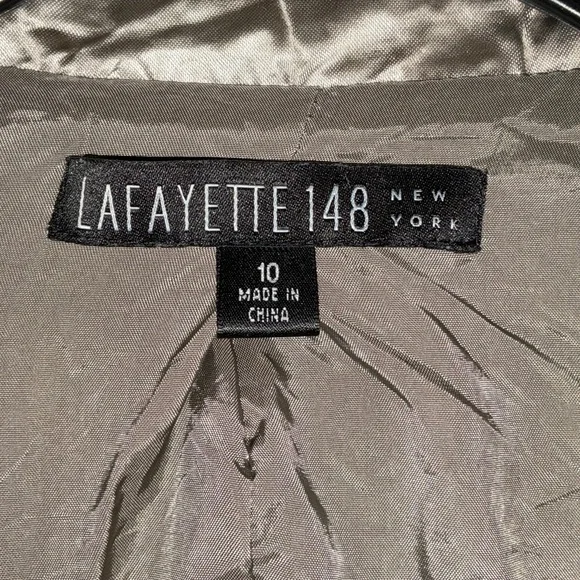 LAFAYETTE 148 NEW YORK
10
MADE IN
CHINA